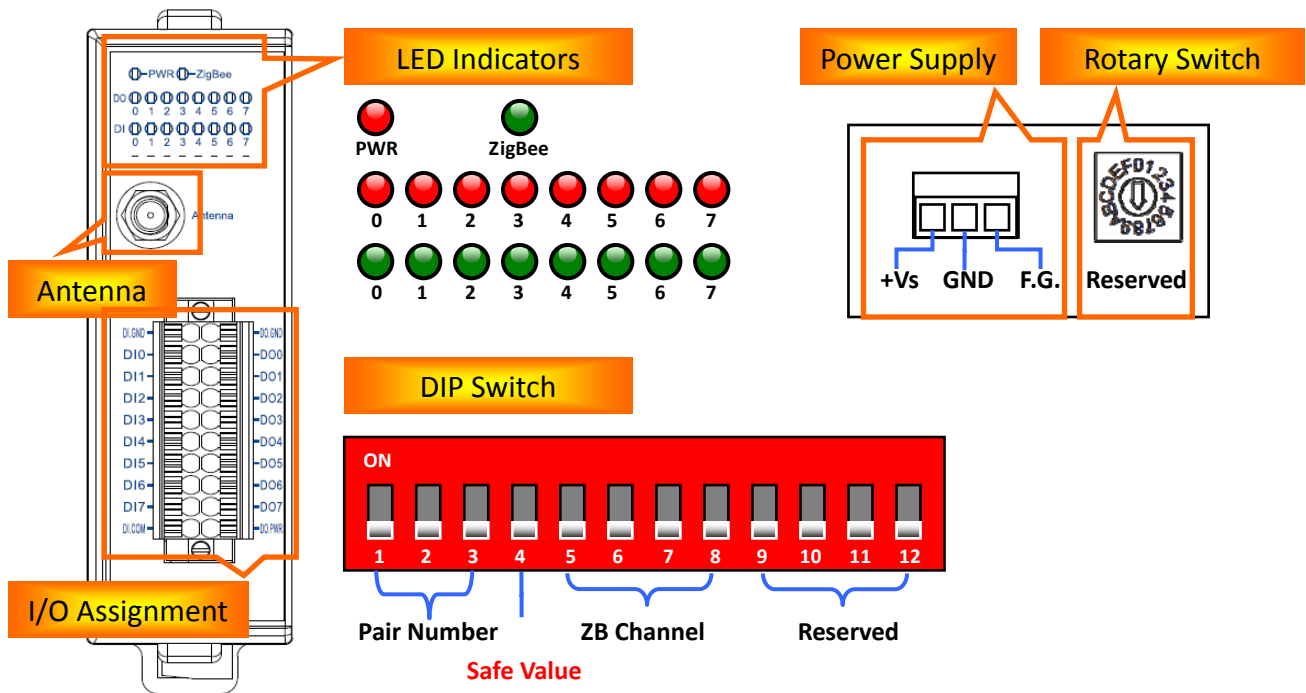 LED Indicators
PWR ZigBee
DO
0 1 2 3 4 5 6 7
DI
0 1 2 3 4 5 6 7
Antenna
Antenna
DI.GND DO.GND
DI0 DO0
DI1 DO1
DI2 DO2
DI3 DO3
DI4 DO4
DI5 DO5
DI6 DO6
DI7 DO7
DI.COM DO.PWR
I/O Assignment
PWR ZigBee
0 1 2 3 4 5 6 7
0 1 2 3 4 5 6 7
Power Supply
+Vs GND F.G.
Rotary Switch
0123456789ABCDEF
Reserved
DIP Switch
ON
1 2 3 4 5 6 7 8 9 10 11 12
Pair Number ZB Channel Reserved
Safe Value